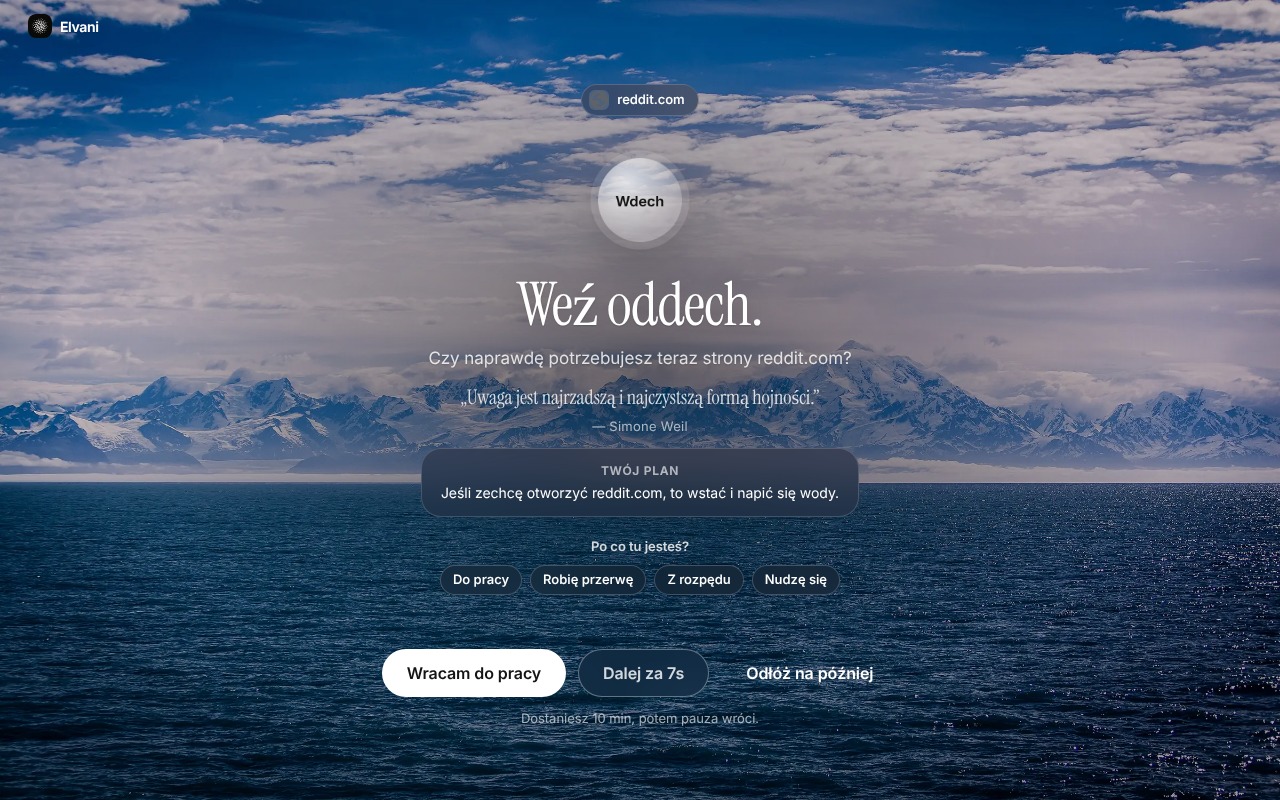 Elvani
reddit.com
Wdech
Weź oddech.
Czy naprawdę potrzebujesz teraz strony reddit.com?
„Uwaga jest najrzadszą i najczystszą formą hojności.”
— Simone Weil
TWÓJ PLAN
Jeśli zechcę otworzyć reddit.com, to wstać i napić się wody.
Po co tu jesteś?
Do pracy Robię przerwę Z rozpędu Nudzę się
Wracam do pracy Dalej za 7s Odłóż na później
Dostaniesz 10 min, potem pauza wróci.